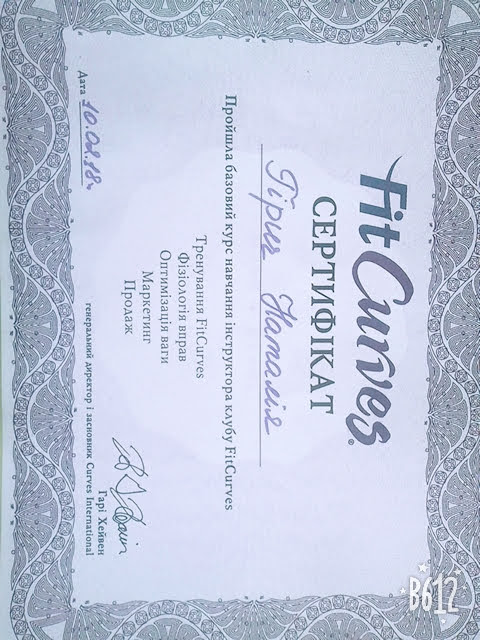 FitCurves®
СЕРТИФІКАТ
Гірич Наталія
Пройшла базовий курс навчання інструктора клубу FitCurves
Тренування FitCurves
Фізіологія вправ
Оптимізація ваги
Маркетинг
Продаж
Дата 10.02.18.
Гарі Хейвен
генеральний директор і засновник Curves International
B612